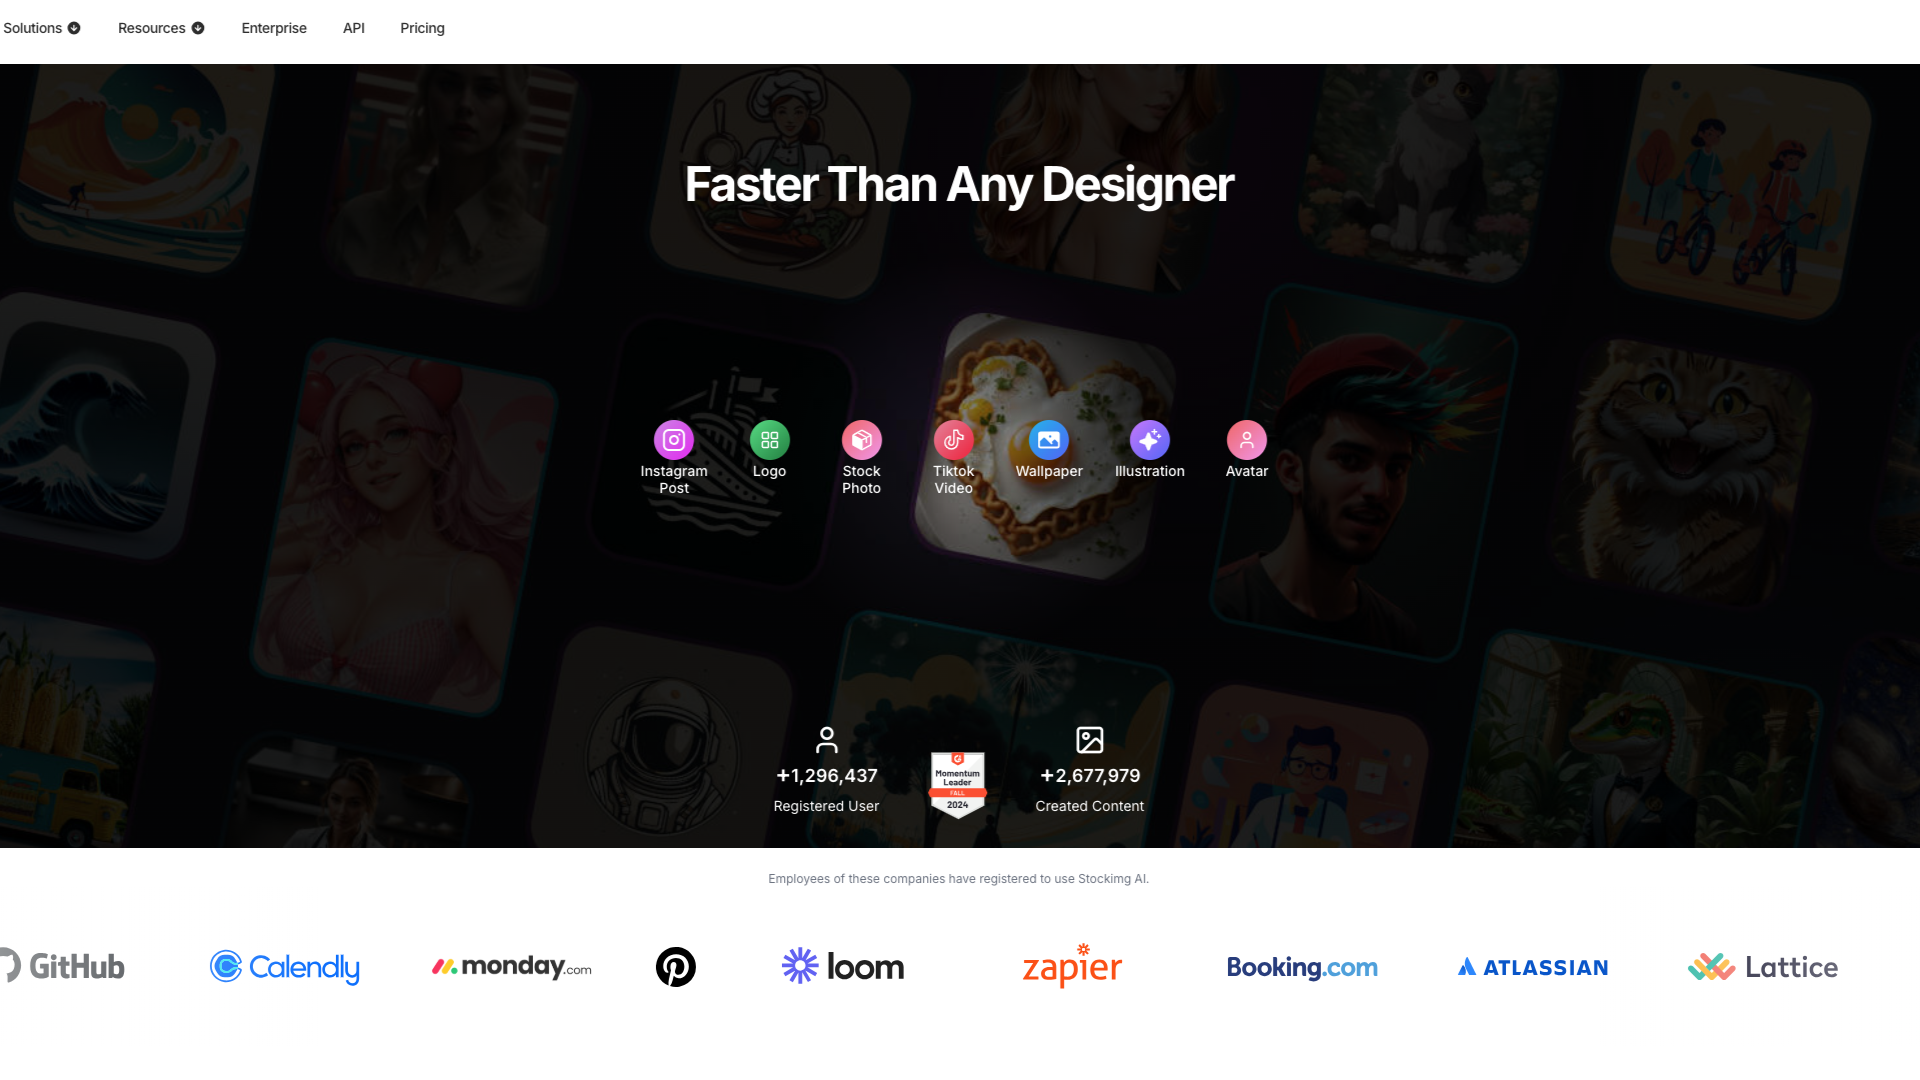 Solutions
Resources
Enterprise
API
Pricing
Faster Than Any Designer
Instagram
Post
Logo
Stock
Photo
Tiktok
Video
Wallpaper
Illustration
Avatar
+1,296,437
Registered User
Momentum
Leader
FALL
2024
+2,677,979
Created Content
Employees of these companies have registered to use Stockimg AI.
GitHub
Calendly
monday.com
loom
zapier
Booking.com
ATLASSIAN
Lattice